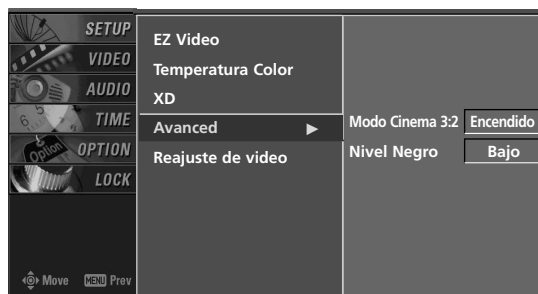 SETUP
VIDEO
AUDIO
TIME
OPTION
LOCK
Move MENU Prev
EZ Video
Temperatura Color
XD
Avanced ▶
Reajuste de video
Modo Cinema 3:2 Encendido
Nivel Negro Bajo